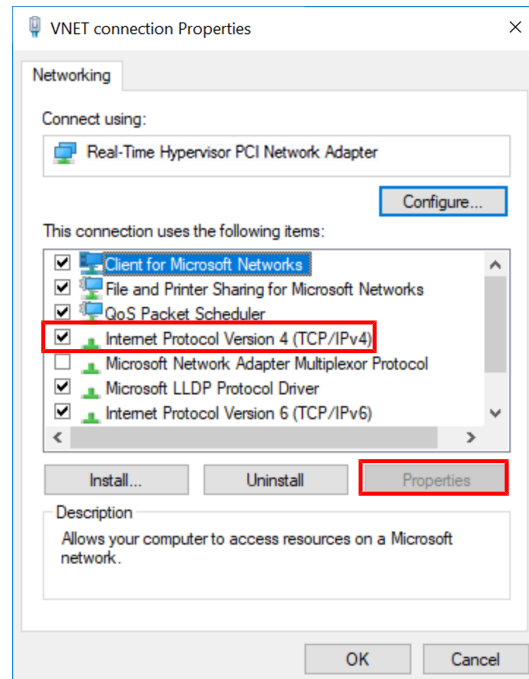 VNET connection Properties
Networking
Connect using:
Real-Time Hypervisor PCI Network Adapter
Configure...
This connection uses the following items:
Client for Microsoft Networks
File and Printer Sharing for Microsoft Networks
QoS Packet Scheduler
Internet Protocol Version 4 (TCP/IPv4)
Microsoft Network Adapter Multiplexor Protocol
Microsoft LLDP Protocol Driver
Internet Protocol Version 6 (TCP/IPv6)
Install...
Uninstall
Properties
Description
Allows your computer to access resources on a Microsoft
network.
OK
Cancel